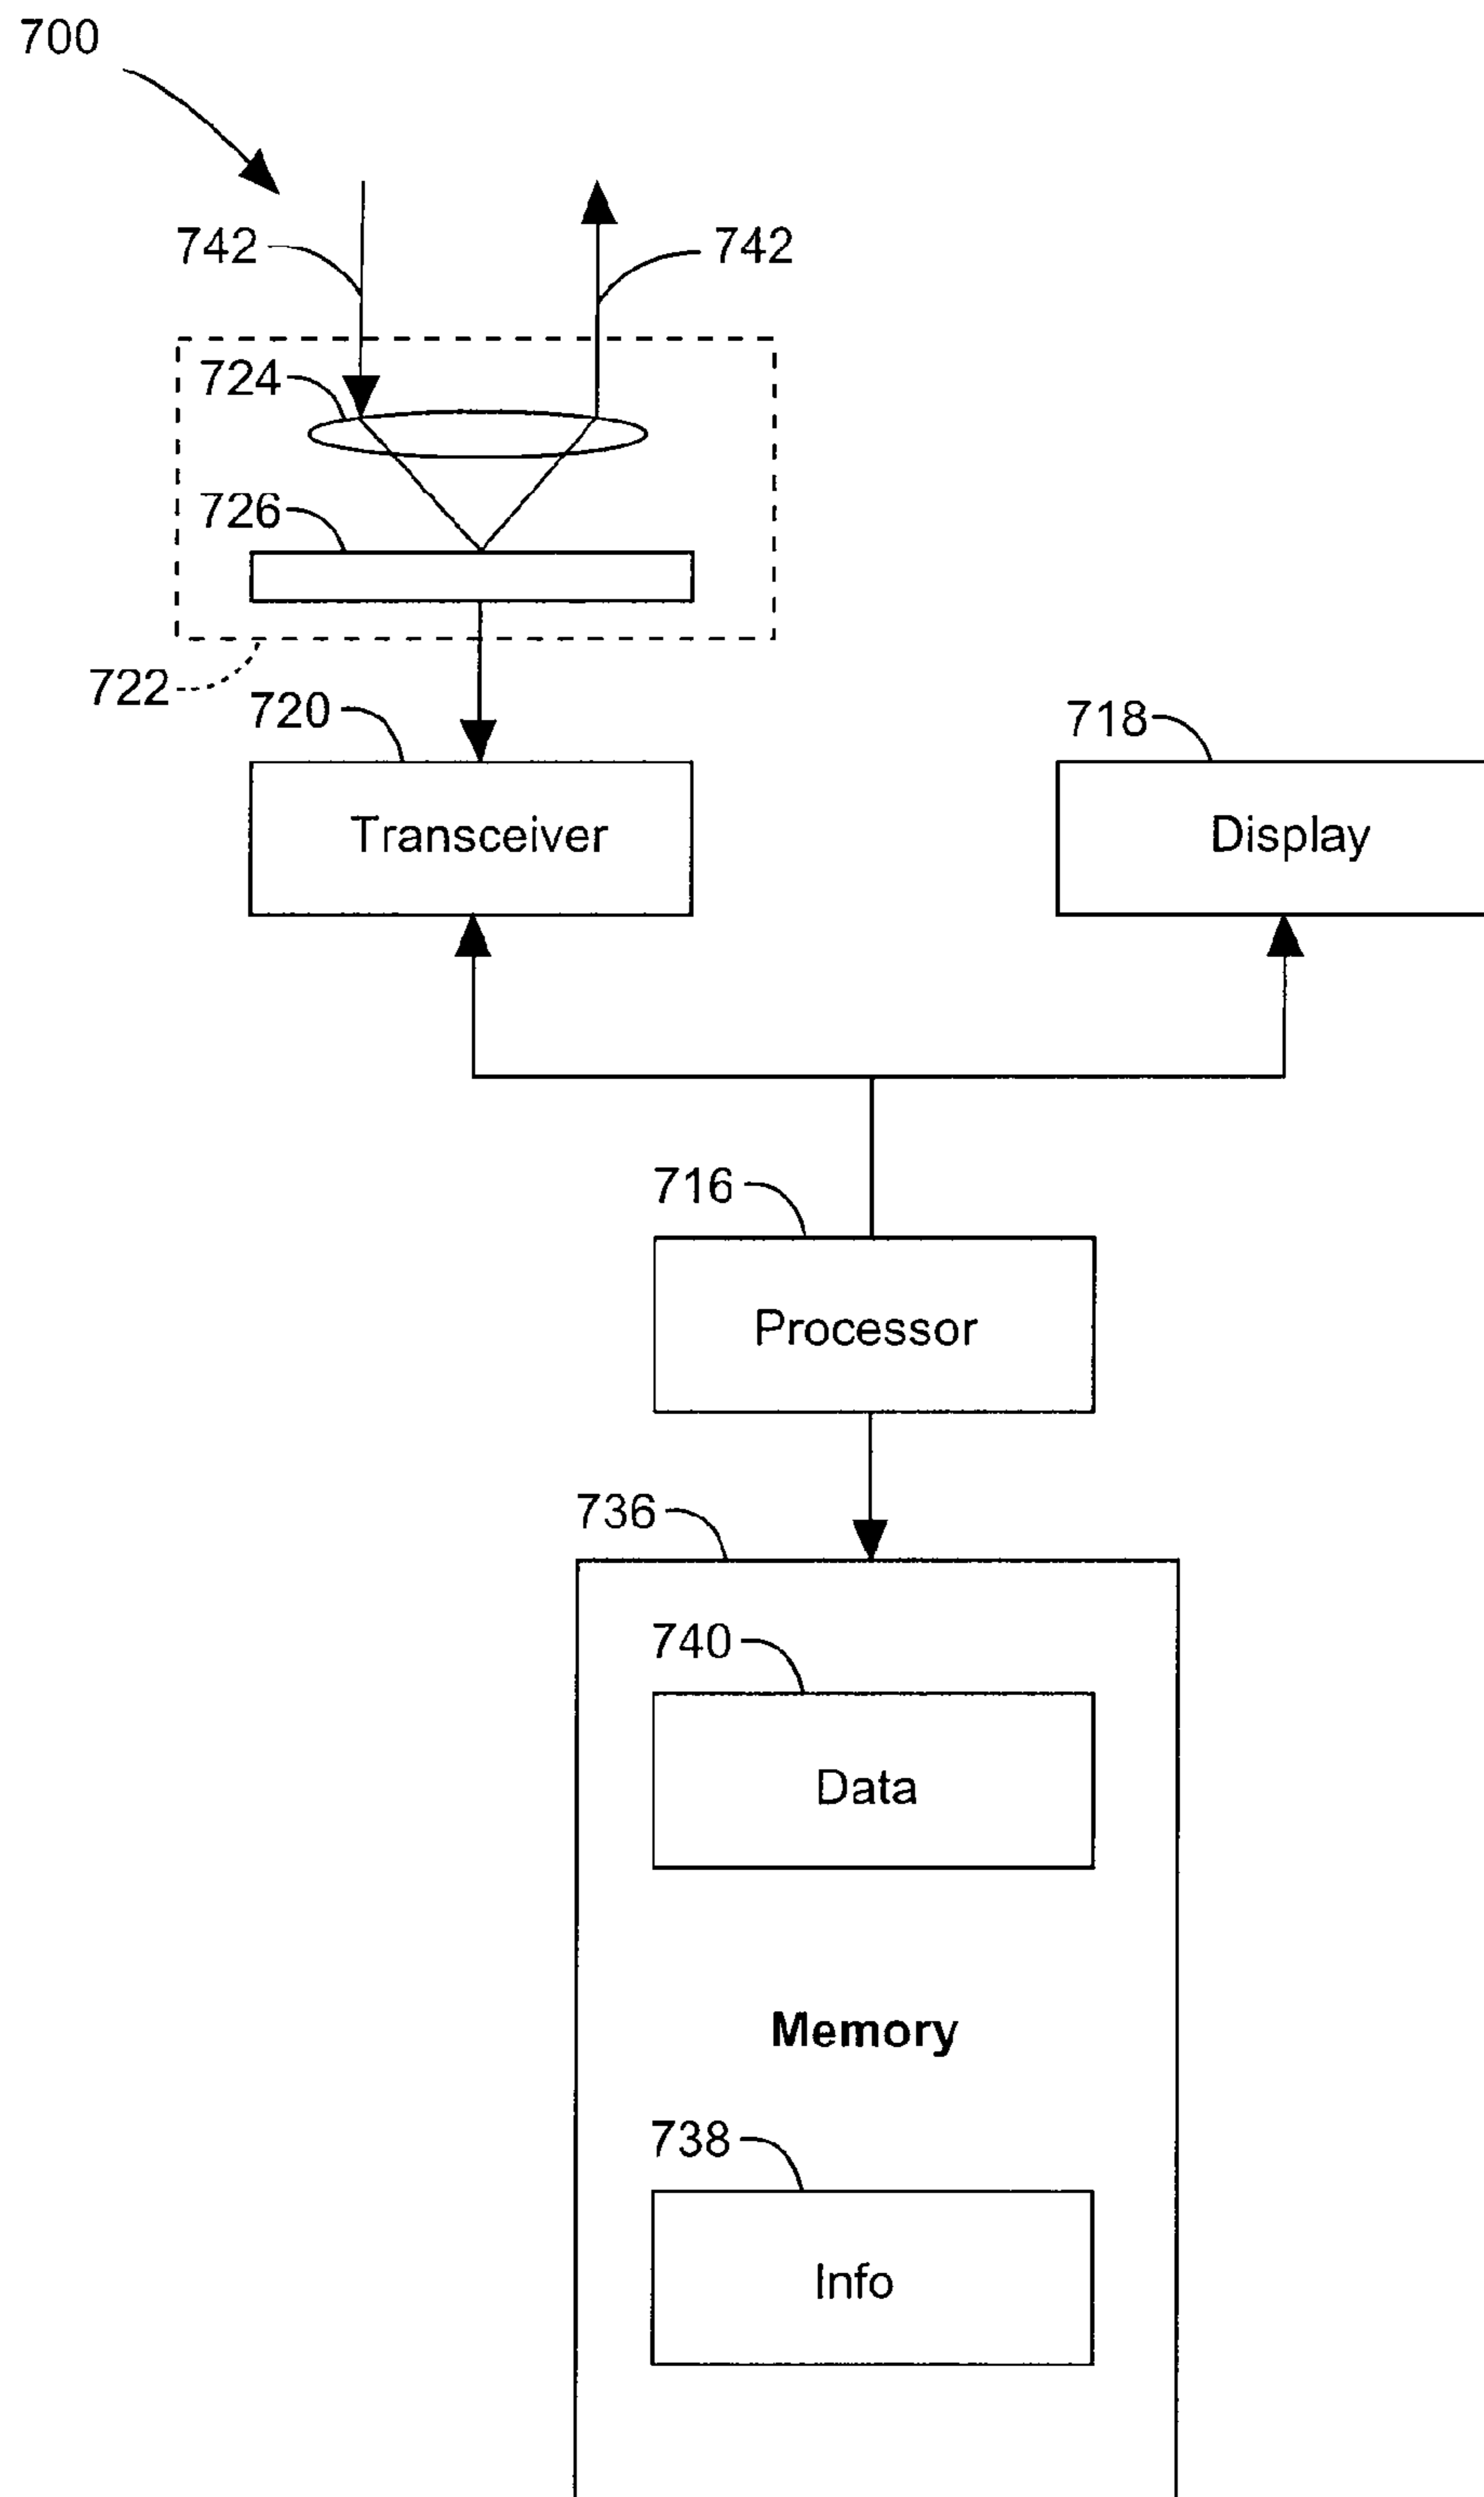 700
742
742
724
726
722
720
718
Transceiver
Display
716
Processor
736
740
Data
Memory
738
Info